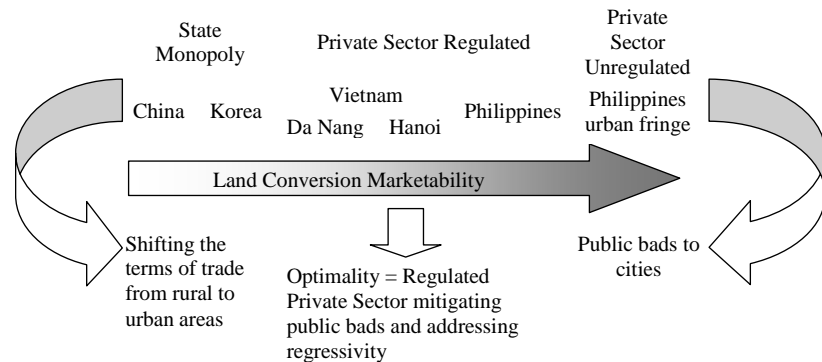 State
Monopoly
Private Sector Regulated
Private
Sector
Unregulated
China
Korea
Vietnam
Da Nang
Hanoi
Philippines
Philippines
urban fringe
Land Conversion Marketability
Shifting the
terms of trade
from rural to
urban areas
Optimality = Regulated
Private Sector mitigating
public bads and addressing
regressivity
Public bads to
cities